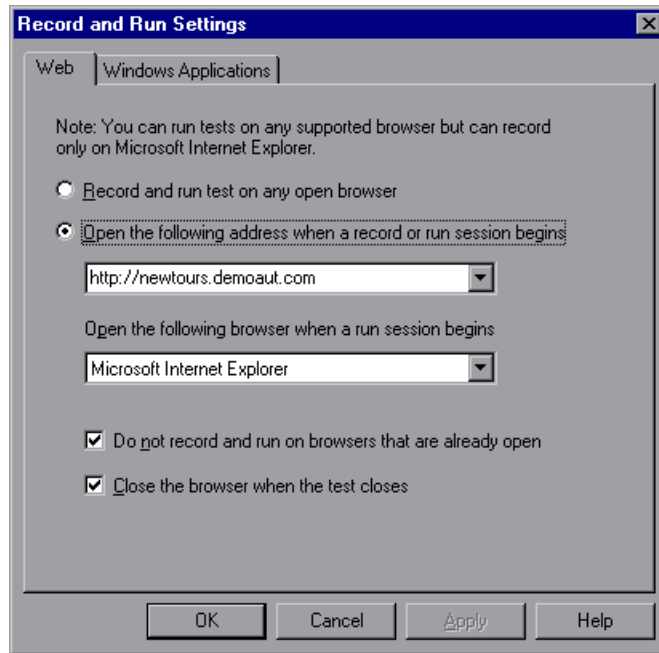 Record and Run Settings
Web
Windows Applications
Note: You can run tests on any supported browser but can record
only on Microsoft Internet Explorer.
Record and run test on any open browser
Open the following address when a record or run session begins
http://newtours.demoaut.com
Open the following browser when a run session begins
Microsoft Internet Explorer
Do not record and run on browsers that are already open
Close the browser when the test closes
OK
Cancel
Apply
Help